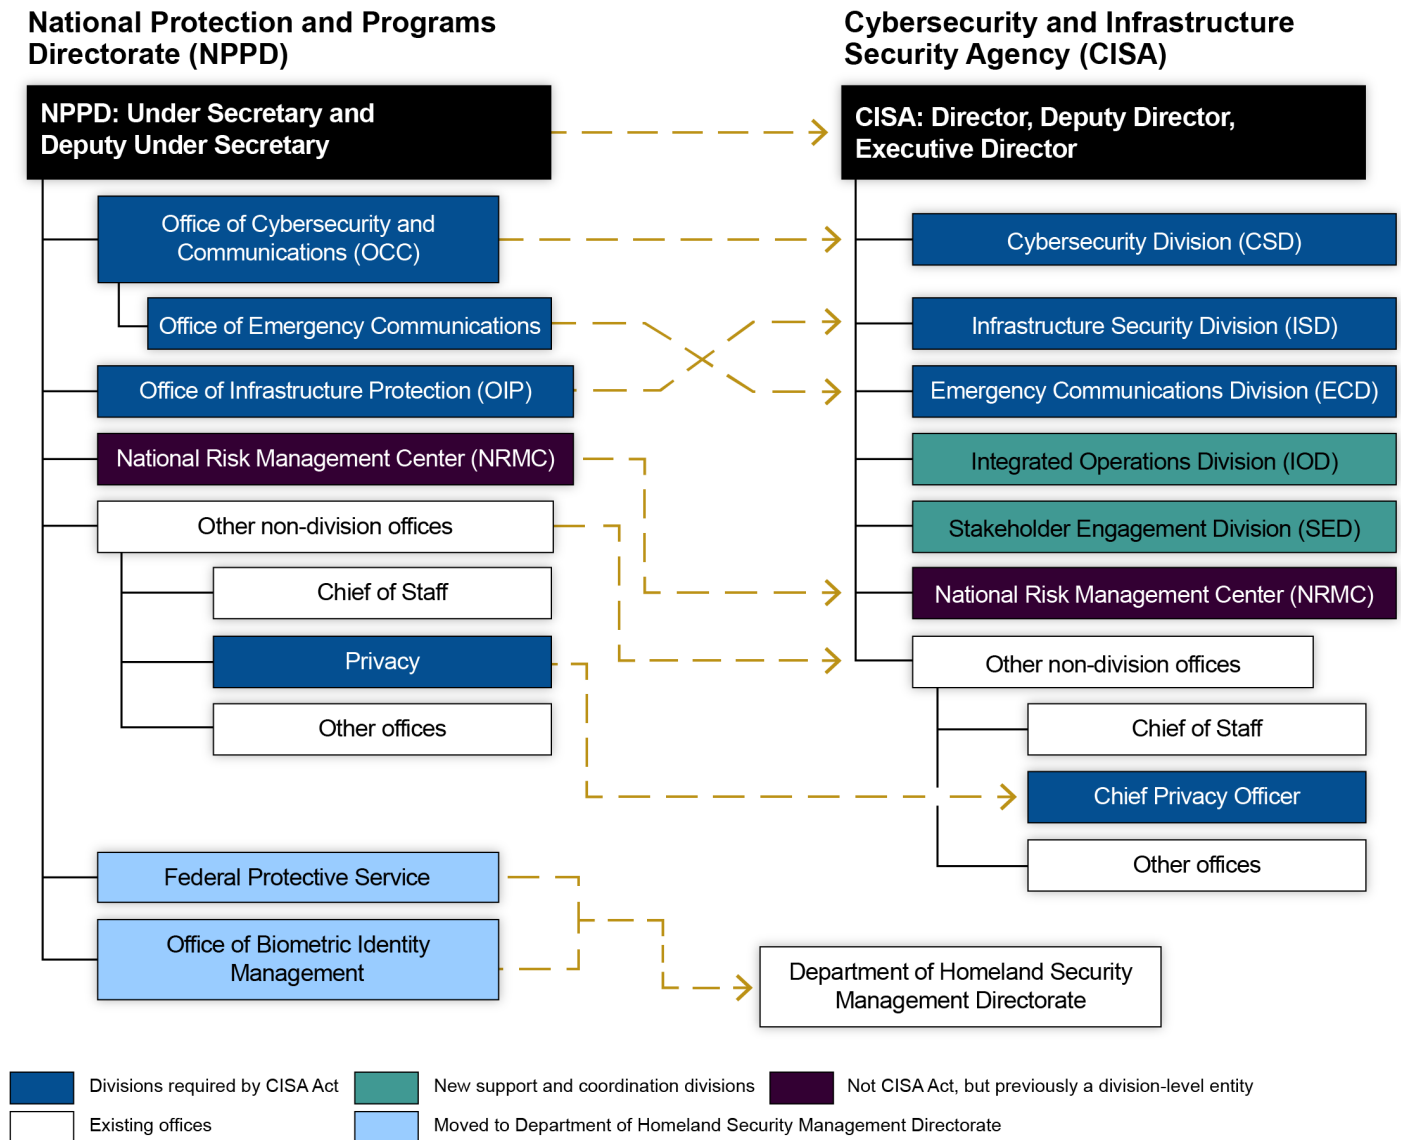 National Protection and Programs
Directorate (NPPD)
NPPD: Under Secretary and
Deputy Under Secretary
Office of Cybersecurity and
Communications (OCC)
Office of Emergency Communications
Office of Infrastructure Protection (OIP)
National Risk Management Center (NRMC)
Other non-division offices
Chief of Staff
Privacy
Other offices
Federal Protective Service
Office of Biometric Identity
Management
Cybersecurity and Infrastructure
Security Agency (CISA)
CISA: Director, Deputy Director,
Executive Director
Cybersecurity Division (CSD)
Infrastructure Security Division (ISD)
Emergency Communications Division (ECD)
Integrated Operations Division (IOD)
Stakeholder Engagement Division (SED)
National Risk Management Center (NRMC)
Other non-division offices
Chief of Staff
Chief Privacy Officer
Other offices
Department of Homeland Security
Management Directorate
Divisions required by CISA Act
New support and coordination divisions
Not CISA Act, but previously a division-level entity
Existing offices
Moved to Department of Homeland Security Management Directorate